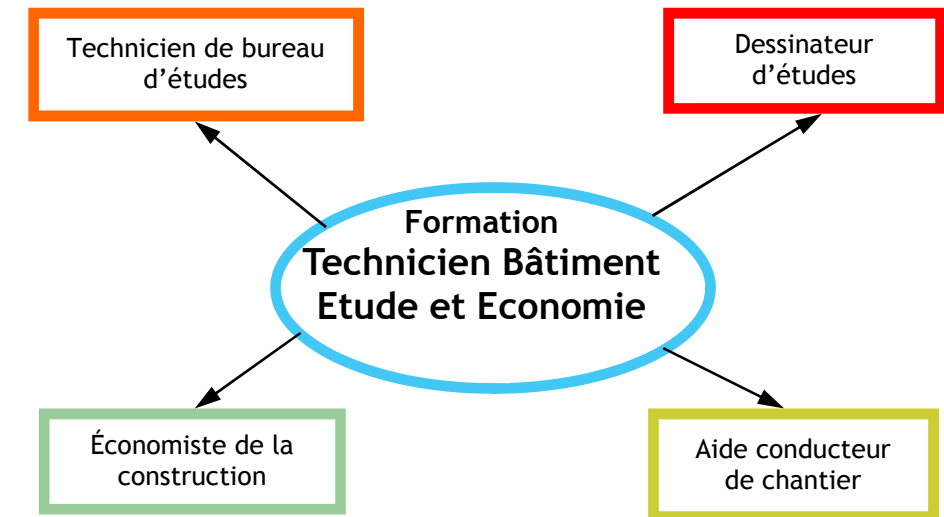 Technicien de bureau
d’études
Dessinateur
d’études
Formation
Technicien Bâtiment
Etude et Economie
Économiste de la
construction
Aide conducteur
de chantier